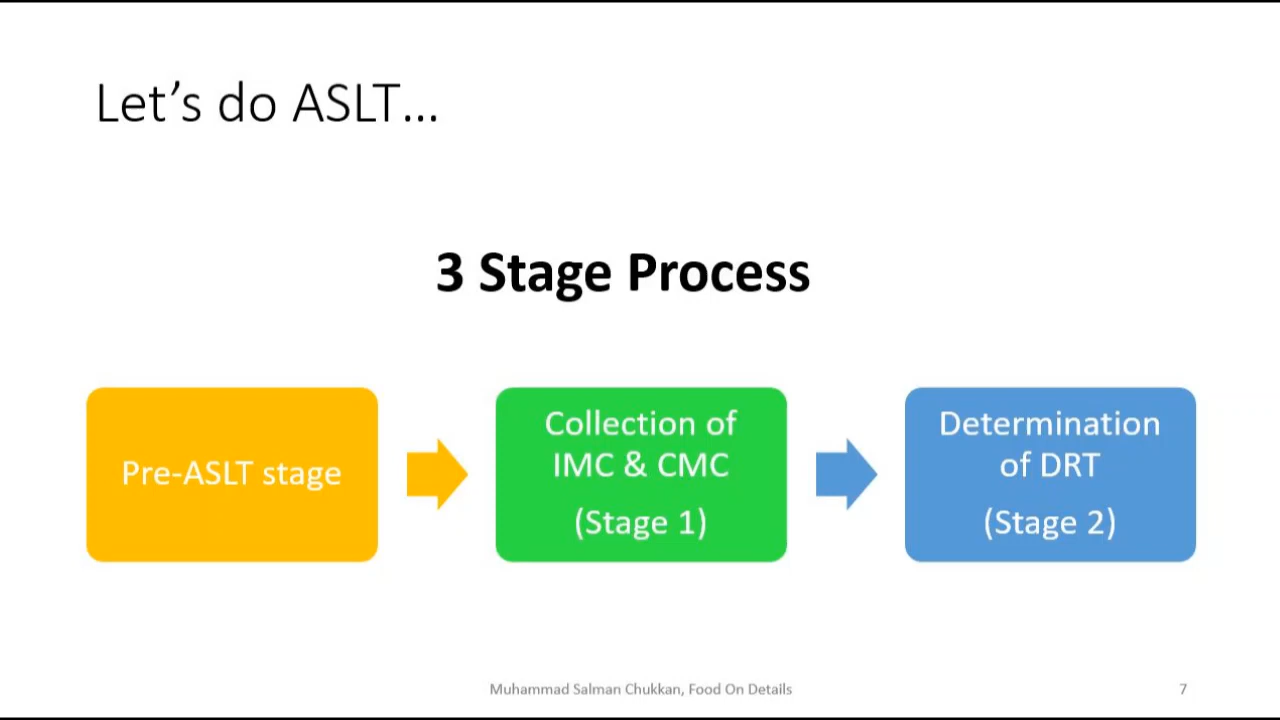 Let’s do ASLT…
3 Stage Process
Pre-ASLT stage
Collection of
IMC & CMC
(Stage 1)
Determination
of DRT
(Stage 2)
Muhammad Salman Chukkan, Food On Details
7